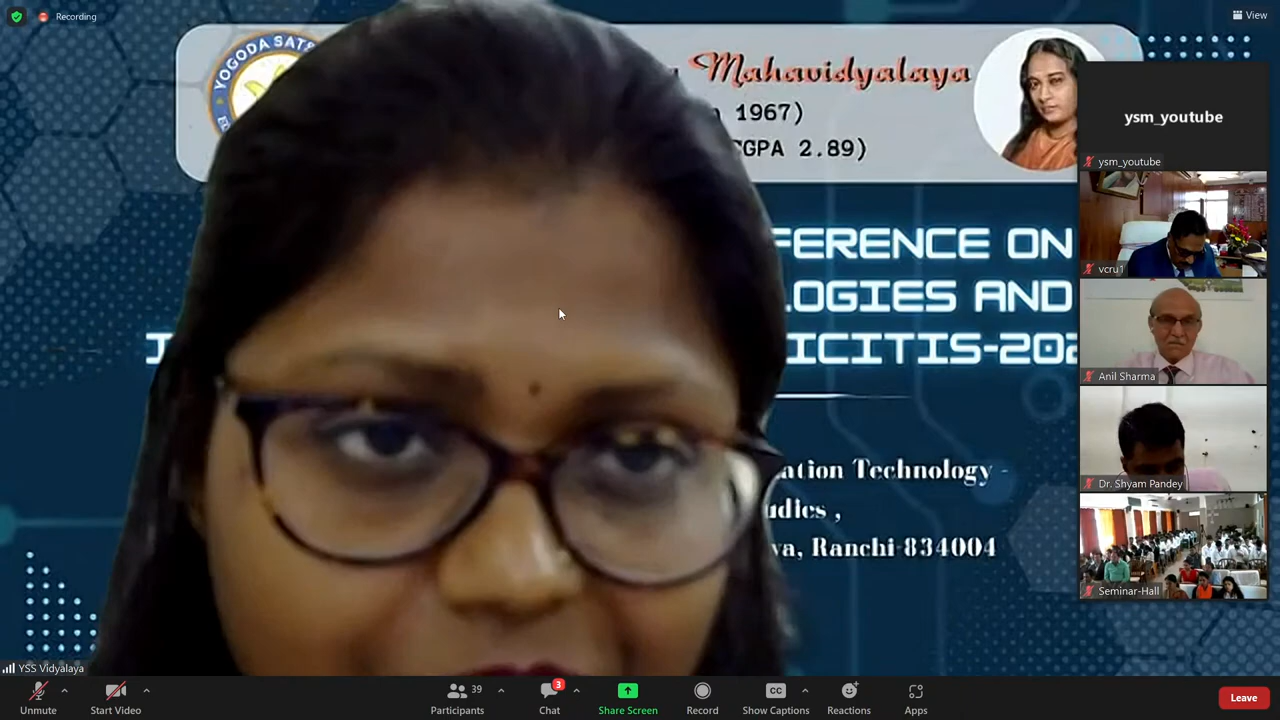 Recording
View
YOGODA SATS
Mahavidyalaya
1967)
GPA 2.89)
FERENCE ON
LOGIES AND
ICITIS-202
ation Technology -
udies ,
va, Ranchi-834004
ysm_youtube
ysm_youtube
vcru1
Anil Sharma
Dr. Shyam Pandey
Seminar-Hall
YSS Vidyalaya
Unmute
Start Video
Participants
39
Chat
3
Share Screen
Record
CC
Show Captions
Reactions
Apps
Leave